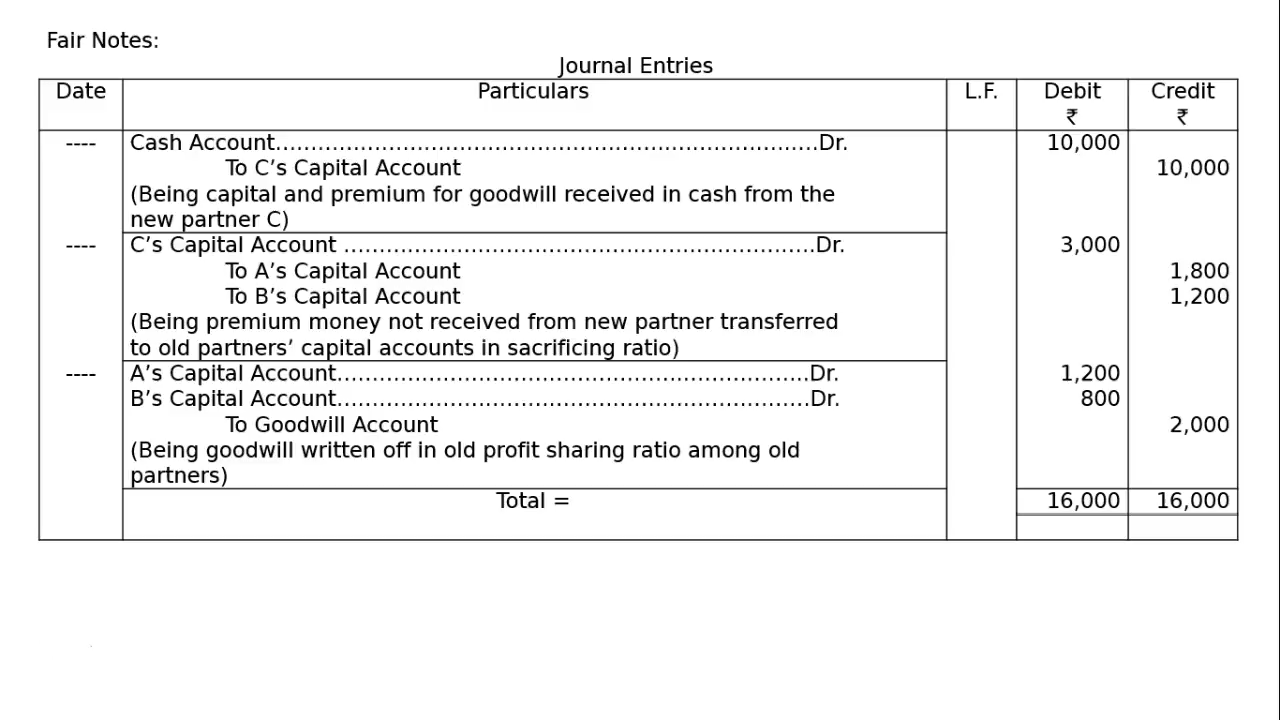 Fair Notes:
Journal Entries
Date Particulars L.F. Debit ₹ Credit ₹
---- Cash Account……………………………………………………………………Dr. 10,000
To C’s Capital Account 10,000
(Being capital and premium for goodwill received in cash from the
new partner C)
---- C’s Capital Account ……………………………………………………………Dr. 3,000
To A’s Capital Account 1,800
To B’s Capital Account 1,200
(Being premium money not received from new partner transferred
to old partners’ capital accounts in sacrificing ratio)
---- A’s Capital Account……………………………………………………………Dr. 1,200
B’s Capital Account……………………………………………………………Dr. 800
To Goodwill Account 2,000
(Being goodwill written off in old profit sharing ratio among old
partners)
Total = 16,000 16,000